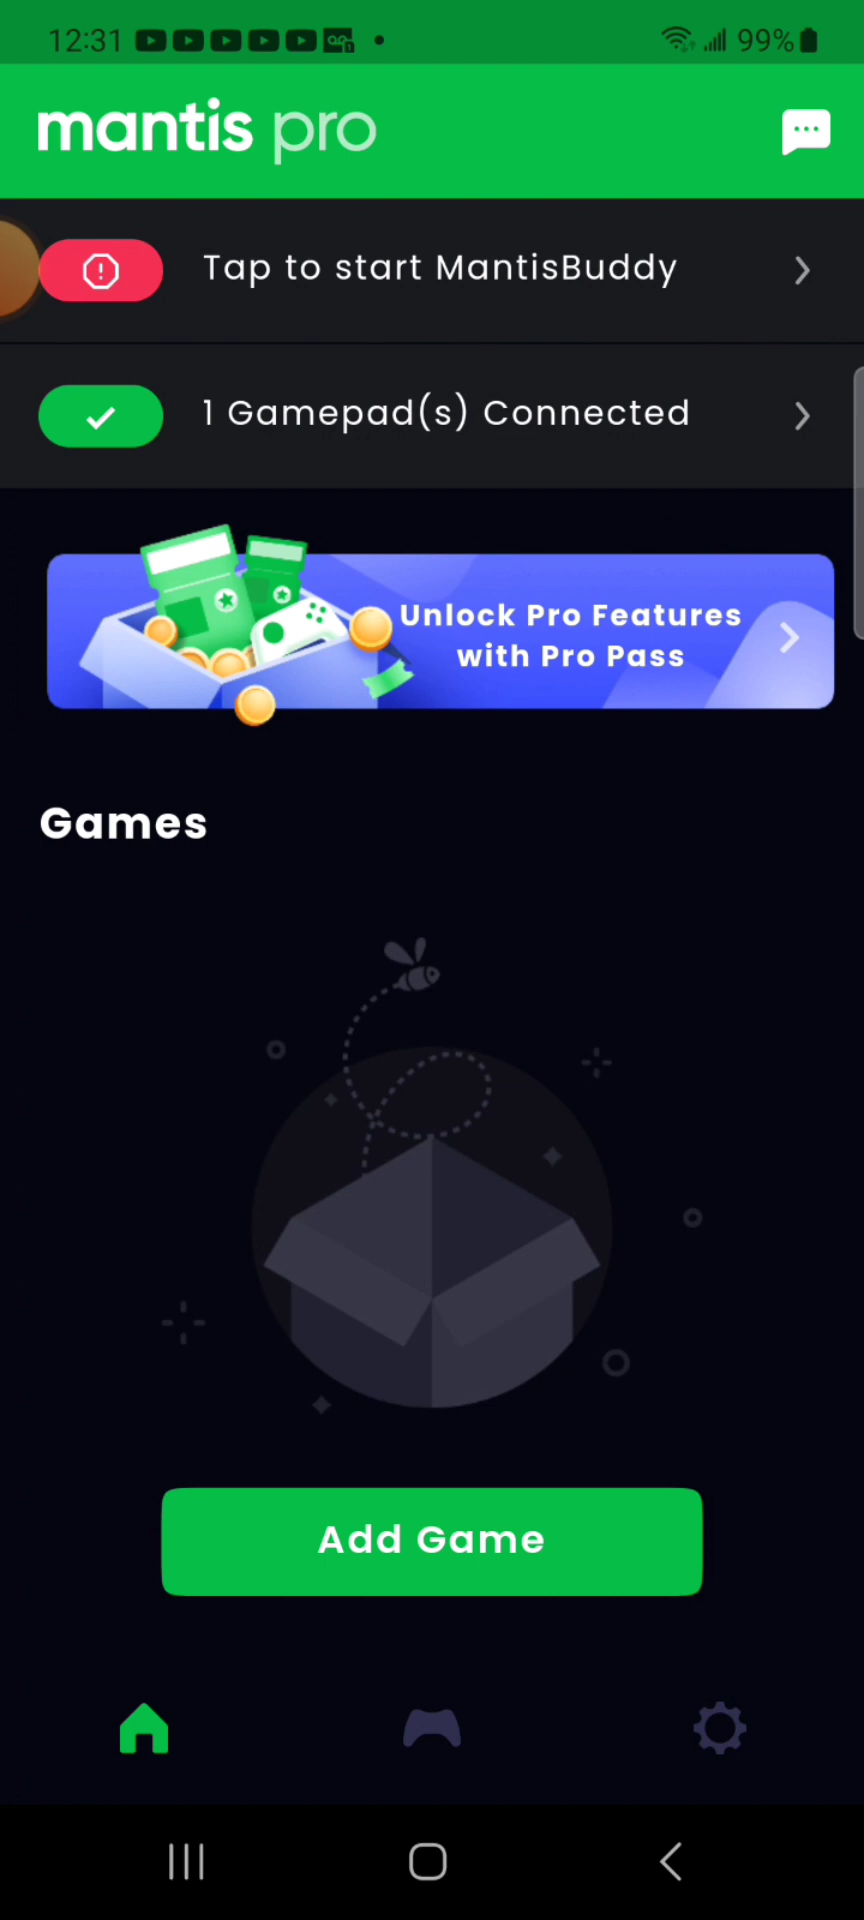 12:31
99%
mantis pro
Tap to start MantisBuddy
1 Gamepad(s) Connected
Unlock Pro Features
with Pro Pass
Games
Add Game